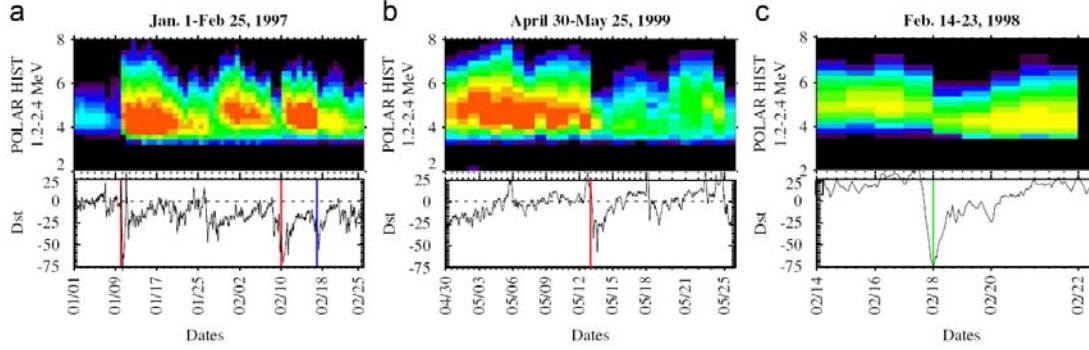 a
Jan. 1-Feb 25, 1997
POLAR HIST
1.2-2.4 MeV
8
6
4
2
Dst
25
0
-25
-50
-75
01/01
01/09
01/17
01/25
02/02
02/10
02/18
02/25
Dates
b
April 30-May 25, 1999
POLAR HIST
1.2-2.4 MeV
8
6
4
2
Dst
25
0
-25
-50
-75
04/30
05/03
05/06
05/09
05/12
05/15
05/18
05/21
05/25
Dates
c
Feb. 14-23, 1998
POLAR HIST
1.2-2.4 MeV
8
6
4
2
Dst
25
0
-25
-50
-75
02/14
02/16
02/18
02/20
02/22
Dates